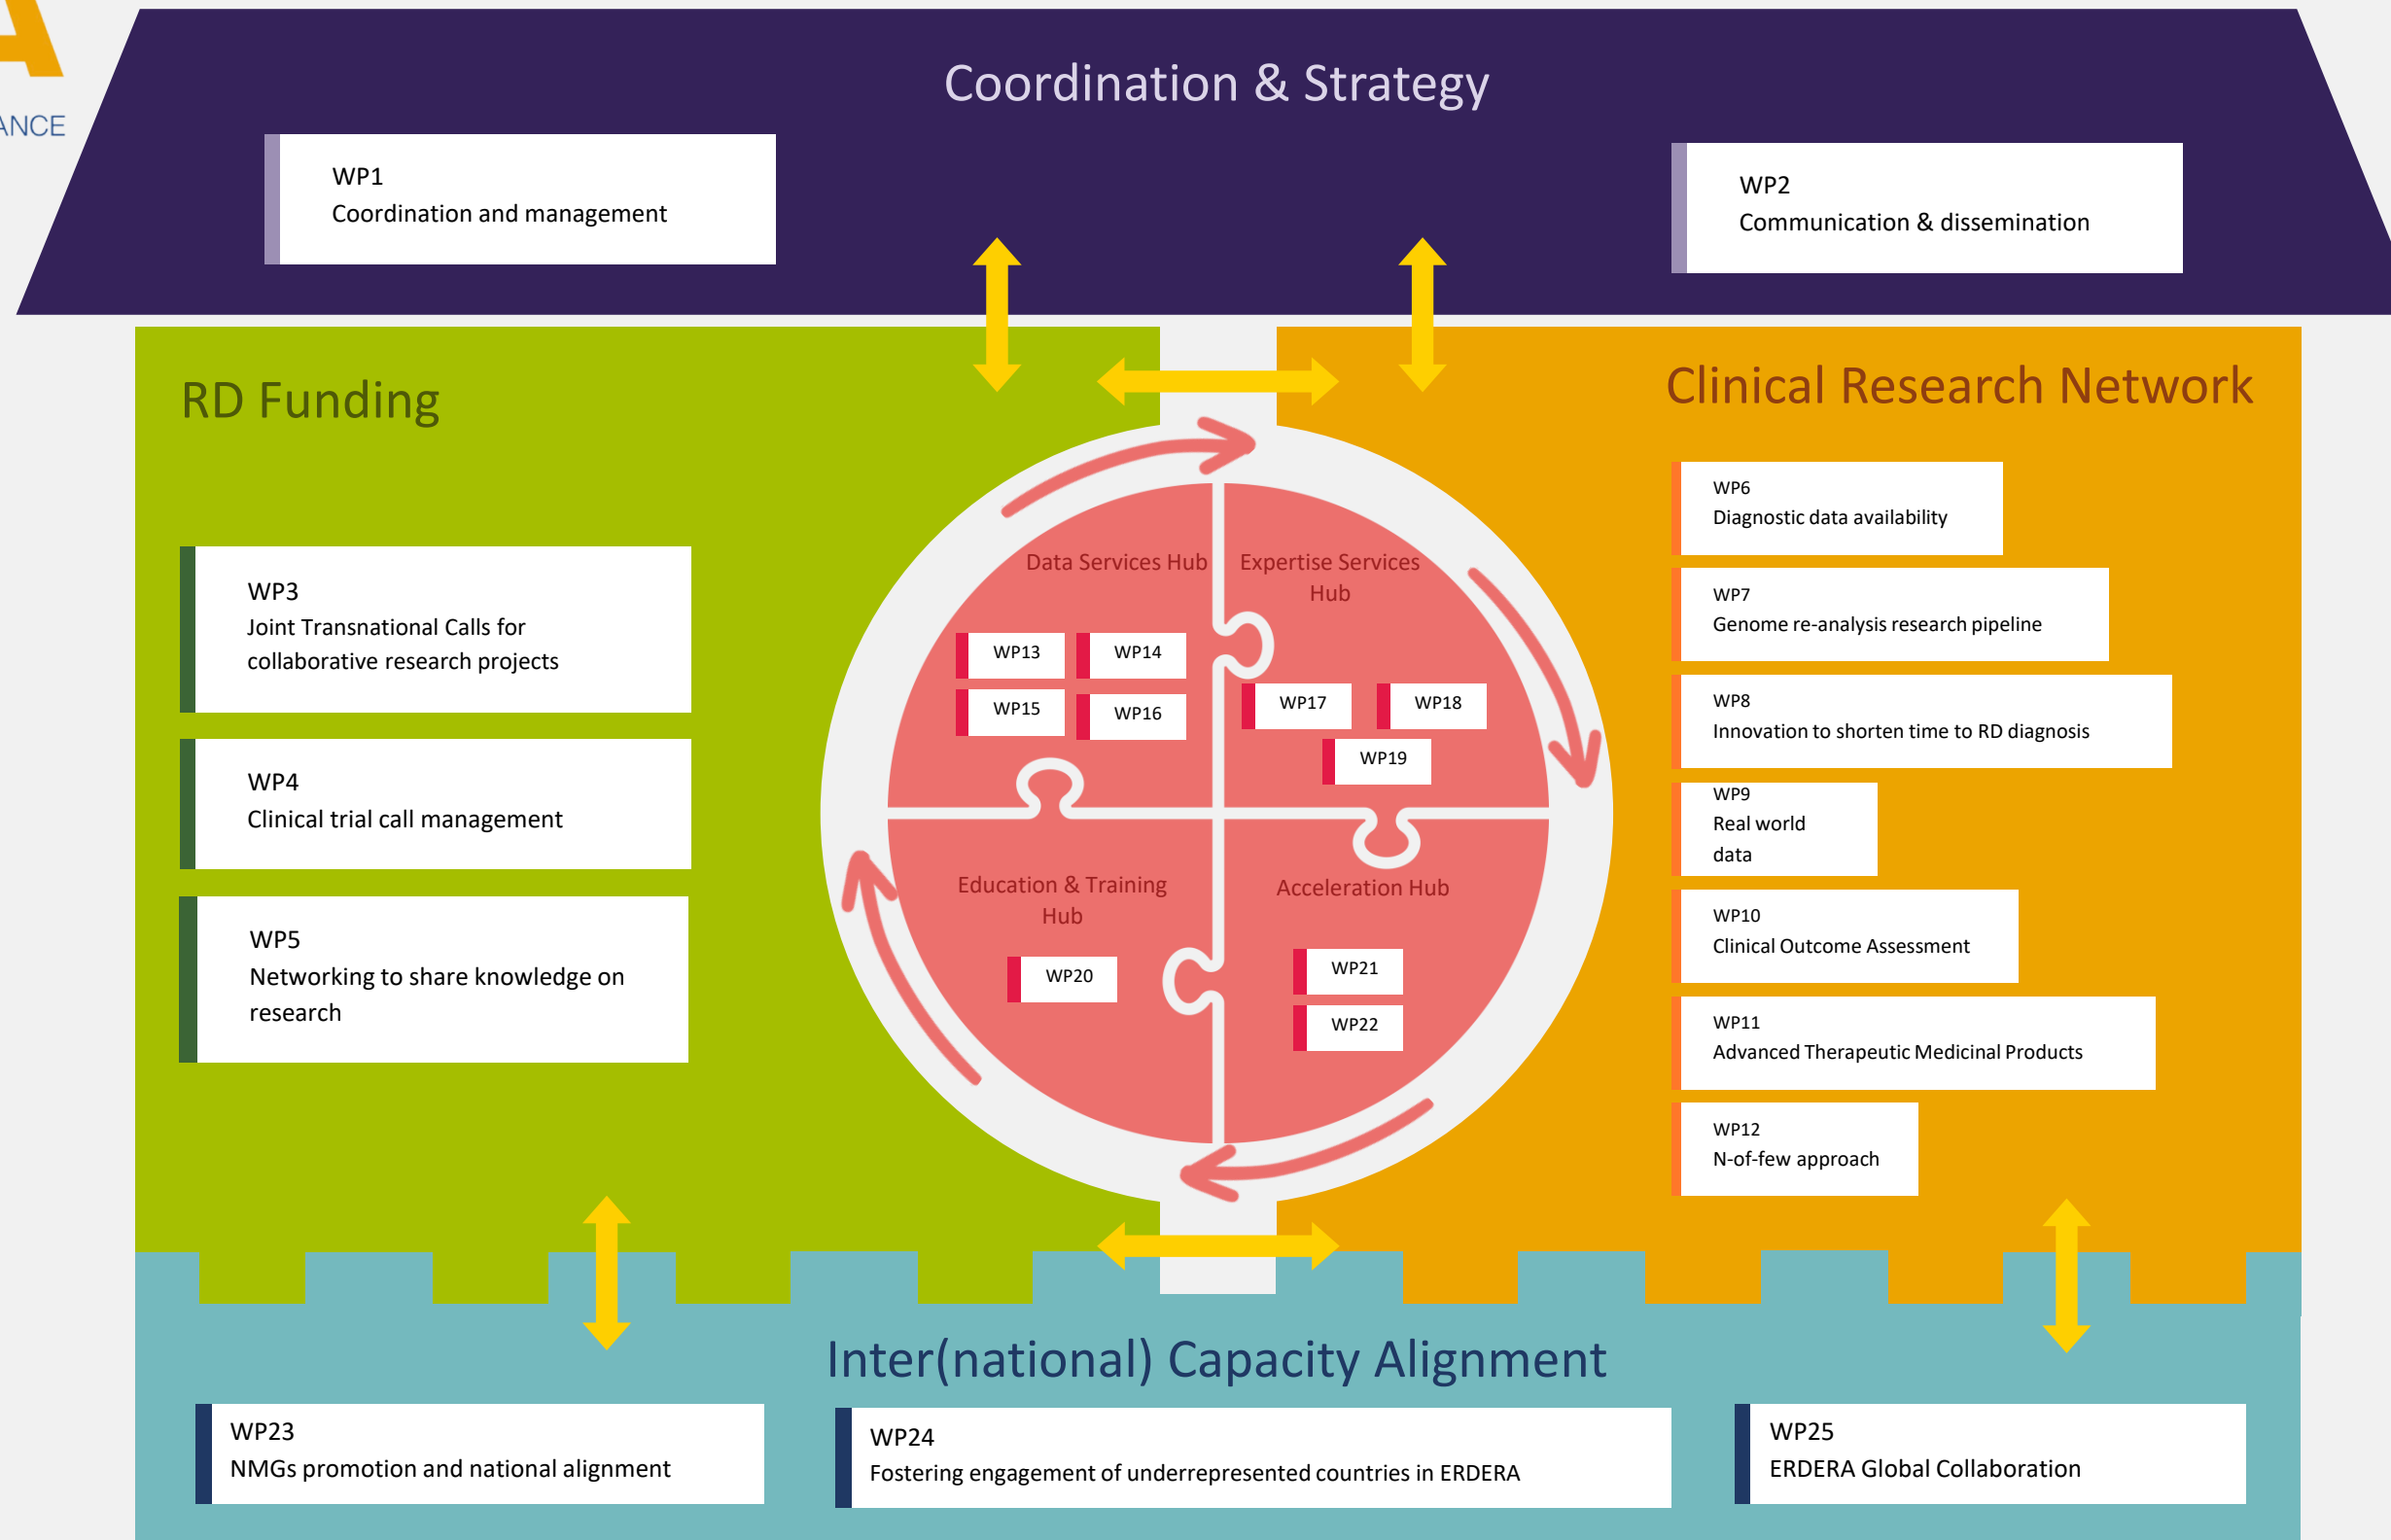 A
ANCE
Coordination & Strategy
WP1
Coordination and management
WP2
Communication & dissemination
RD Funding
WP3
Joint Transnational Calls for
collaborative research projects
WP4
Clinical trial call management
WP5
Networking to share knowledge on
research
Data Services Hub
WP13
WP14
WP15
WP16
Expertise Services
Hub
WP17
WP18
WP19
Education & Training
Hub
WP20
Acceleration Hub
WP21
WP22
Clinical Research Network
WP6
Diagnostic data availability
WP7
Genome re-analysis research pipeline
WP8
Innovation to shorten time to RD diagnosis
WP9
Real world
data
WP10
Clinical Outcome Assessment
WP11
Advanced Therapeutic Medicinal Products
WP12
N-of-few approach
Inter(national) Capacity Alignment
WP23
NMGs promotion and national alignment
WP24
Fostering engagement of underrepresented countries in ERDERA
WP25
ERDERA Global Collaboration